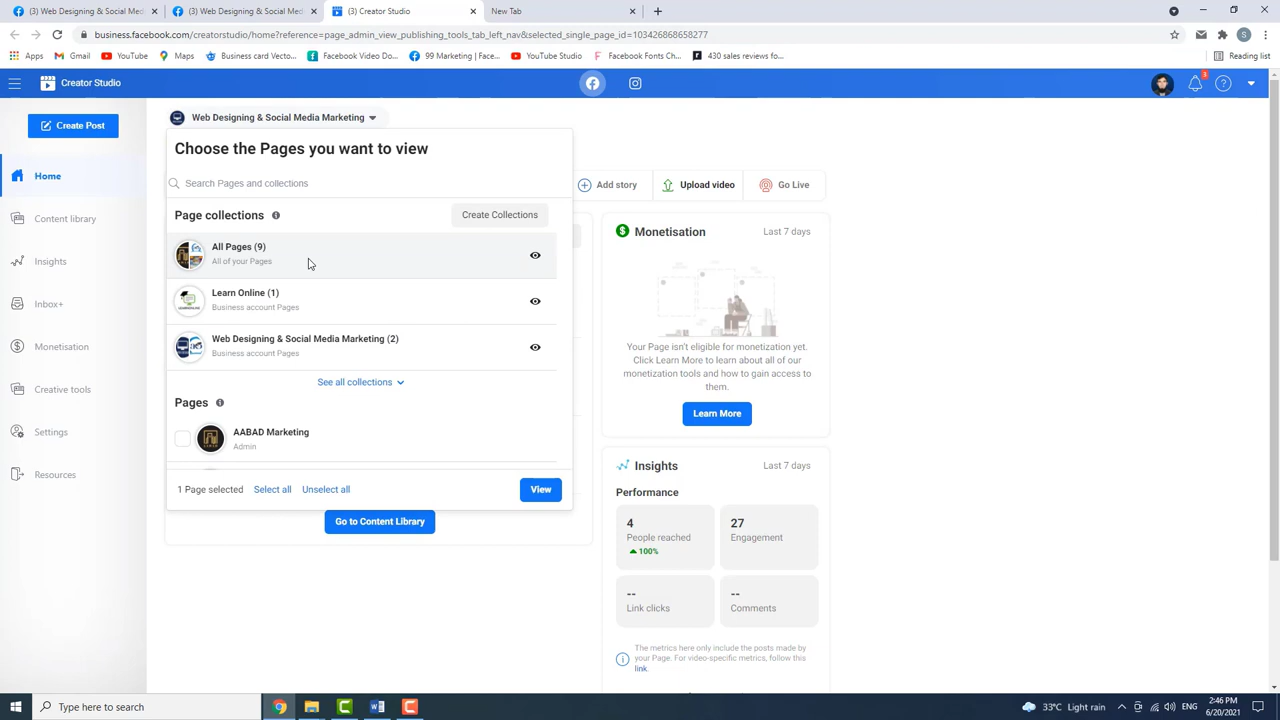 (3) Web Designing & Social Media M
(3) Web Designing & Social Media M
(3) Creator Studio
New Tab
business.facebook.com/creatorstudio/home?reference=page_admin_view_publishing_tools_tab_left_nav&selected_single_page_id=103426868658277
Apps
Gmail
YouTube
Maps
Business card Vecto...
Facebook Video Do...
99 Marketing | Face...
YouTube Studio
Facebook Fonts Ch...
430 sales reviews fo...
Reading list
Creator Studio
3
Create Post
Home
Content library
Insights
Inbox+
Monetisation
Creative tools
Settings
Resources
Web Designing & Social Media Marketing
Choose the Pages you want to view
Search Pages and collections
Page collections
Create Collections
All Pages (9)
All of your Pages
Learn Online (1)
Business account Pages
Web Designing & Social Media Marketing (2)
Business account Pages
See all collections
Pages
AABAD Marketing
Admin
1 Page selected
Select all
Unselect all
View
Go to Content Library
Add story
Upload video
Go Live
Monetisation
Last 7 days
Your Page isn't eligible for monetization yet.
Click Learn More to learn about all of our
monetization tools and how to gain access to
them.
Learn More
Insights
Last 7 days
Performance
4
People reached
100%
27
Engagement
--
Link clicks
--
Comments
The metrics here only include the posts made by
your Page. For video-specific metrics, follow this
link.
Type here to search
33°C Light rain
ENG
2:46 PM
6/20/2021